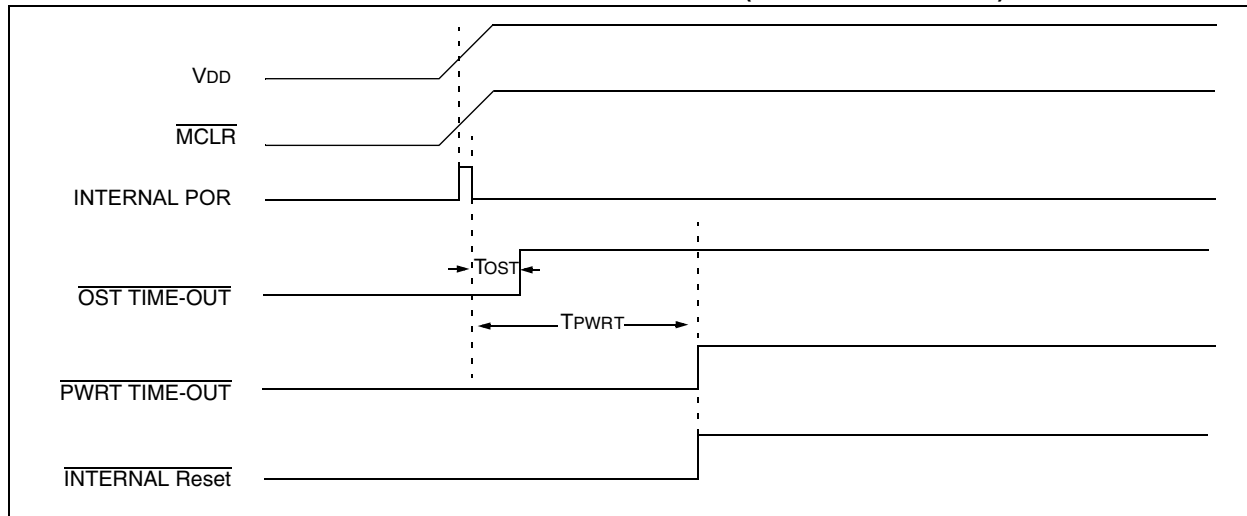 VDD
MCLR
INTERNAL POR
TOST
OST TIME-OUT
TPWRT
PWRT TIME-OUT
INTERNAL Reset